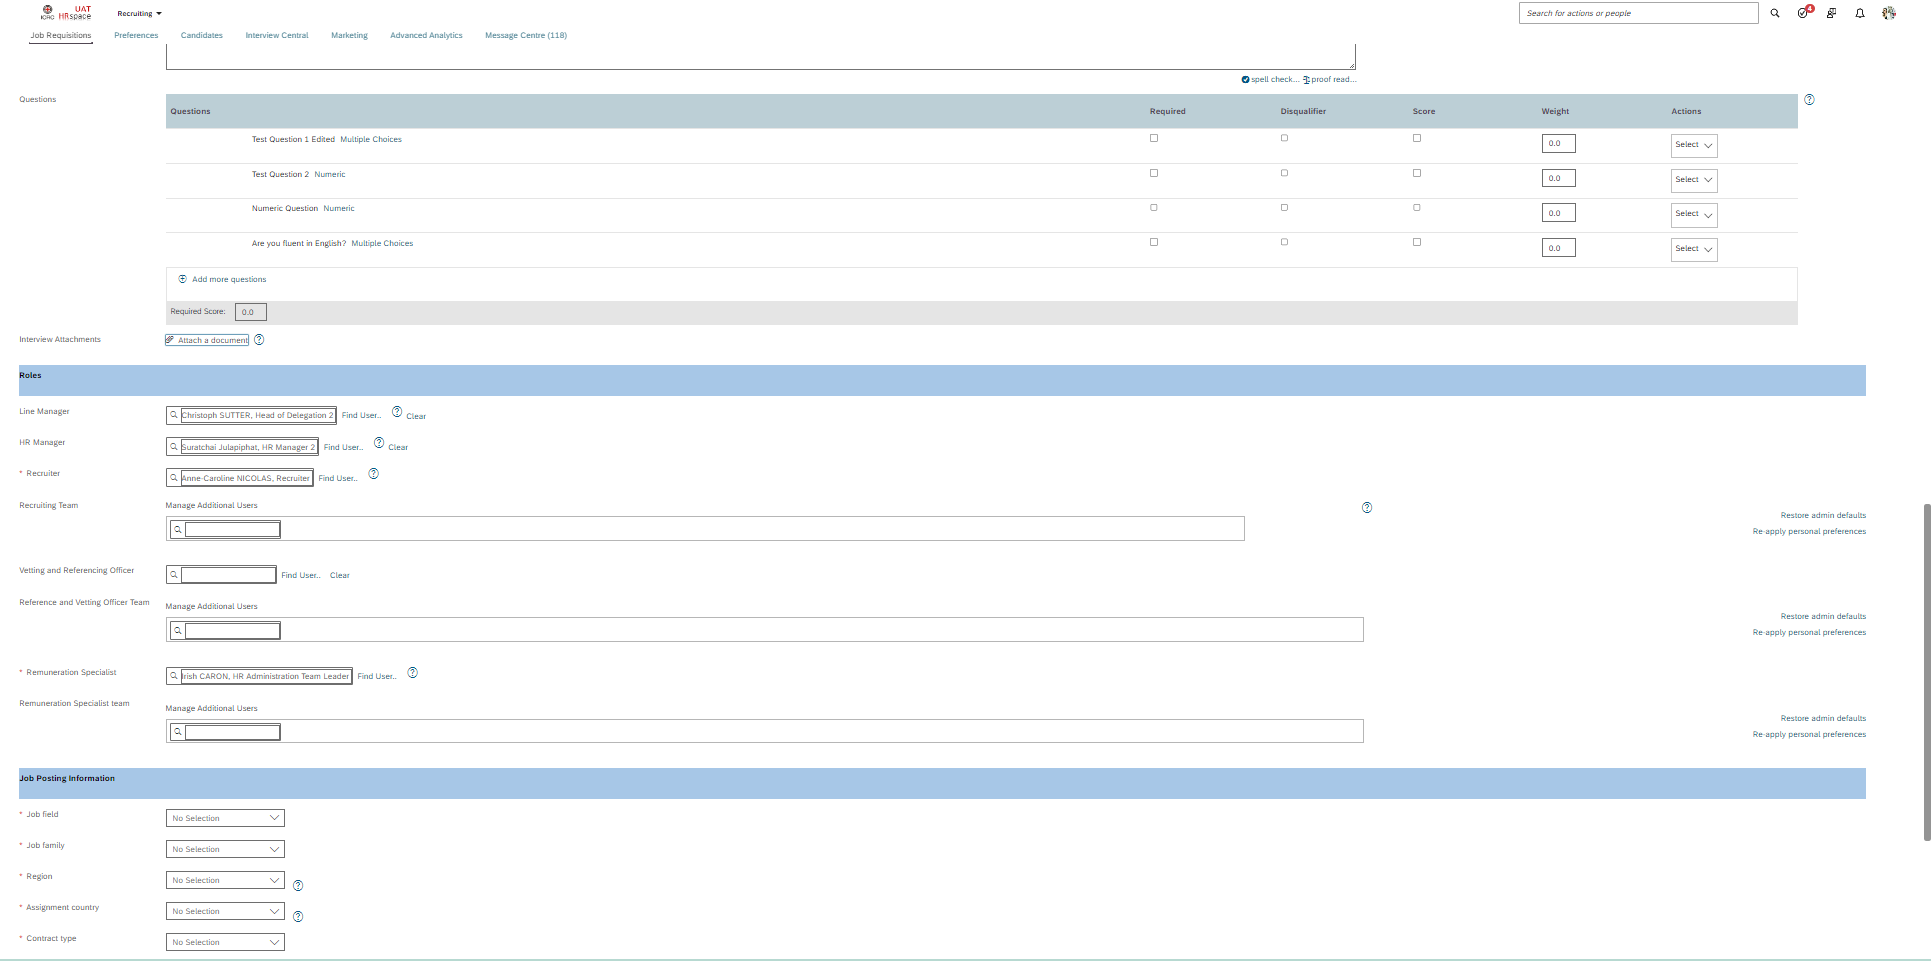 ICRC
UAT
HRspace
Recruiting
Search for actions or people
4
Job Requisitions Preferences Candidates Interview Central Marketing Advanced Analytics Message Centre (118)
spell check... proof read...
Questions
Questions Required Disqualifier Score Weight Actions
Test Question 1 Edited Multiple Choices 0.0 Select
Test Question 2 Numeric 0.0 Select
Numeric Question Numeric 0.0 Select
Are you fluent in English? Multiple Choices 0.0 Select
Add more questions
Required Score: 0.0
Interview Attachments Attach a document
Roles
Line Manager Christoph SUTTER, Head of Delegation 2 Find User.. Clear
HR Manager Suratchai Julapiphat, HR Manager 2 Find User.. Clear
* Recruiter Anne-Caroline NICOLAS, Recruiter Find User..
Recruiting Team Manage Additional Users
Restore admin defaults
Re-apply personal preferences
Vetting and Referencing Officer Find User.. Clear
Reference and Vetting Officer Team Manage Additional Users
Restore admin defaults
Re-apply personal preferences
* Remuneration Specialist Irish CARON, HR Administration Team Leader Find User..
Remuneration Specialist team Manage Additional Users
Restore admin defaults
Re-apply personal preferences
Job Posting Information
* Job field No Selection
* Job family No Selection
* Region No Selection
* Assignment country No Selection
* Contract type No Selection